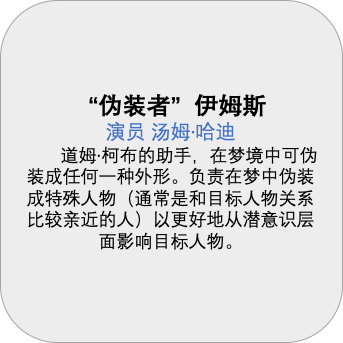 “伪装者” 伊姆斯
演员 汤姆·哈迪
道姆·柯布的助手，在梦境中可伪
装成任何一种外形。负责在梦中伪装
成特殊人物（通常是和目标人物关系
比较亲近的人）以更好地从潜意识层
面影响目标人物。